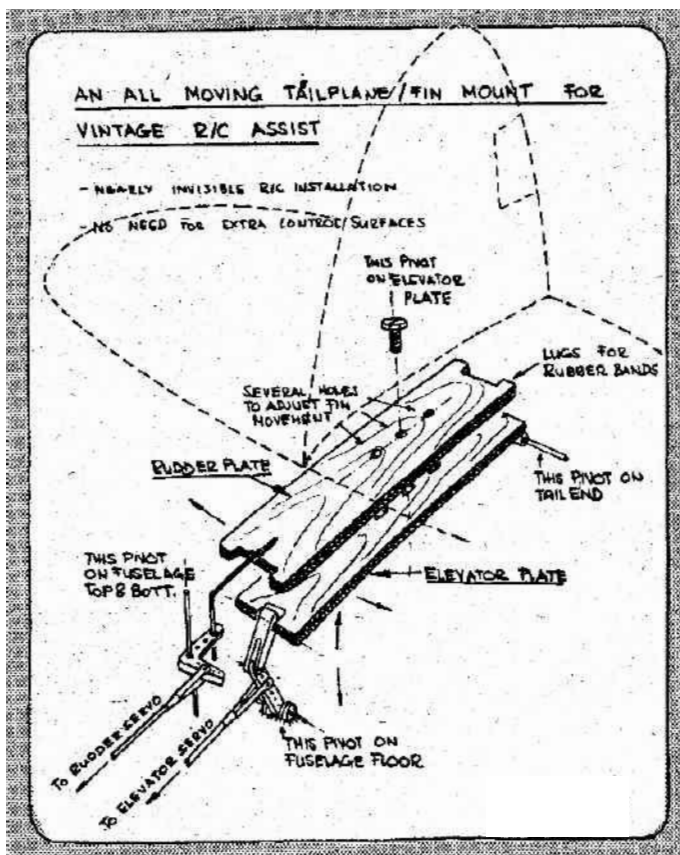 AN ALL MOVING TAILPLANE/FIN MOUNT FOR
VINTAGE R/C ASSIST
- NEARLY INVISIBLE R/C INSTALLATION
- NO NEED FOR EXTRA CONTROL SURFACES
THIS PIVOT
ON ELEVATOR
PLATE
LUGS FOR
RUBBER BANDS
SEVERAL HOLES
TO ADJUST FIN
MOVEMENT
RUDDER PLATE
THIS PIVOT ON
TAIL END
THIS PIVOT
ON FUSELAGE
TOP & BOTT.
ELEVATOR PLATE
TO RUDDER SERVO
TO ELEVATOR SERVO
THIS PIVOT ON
FUSELAGE FLOOR